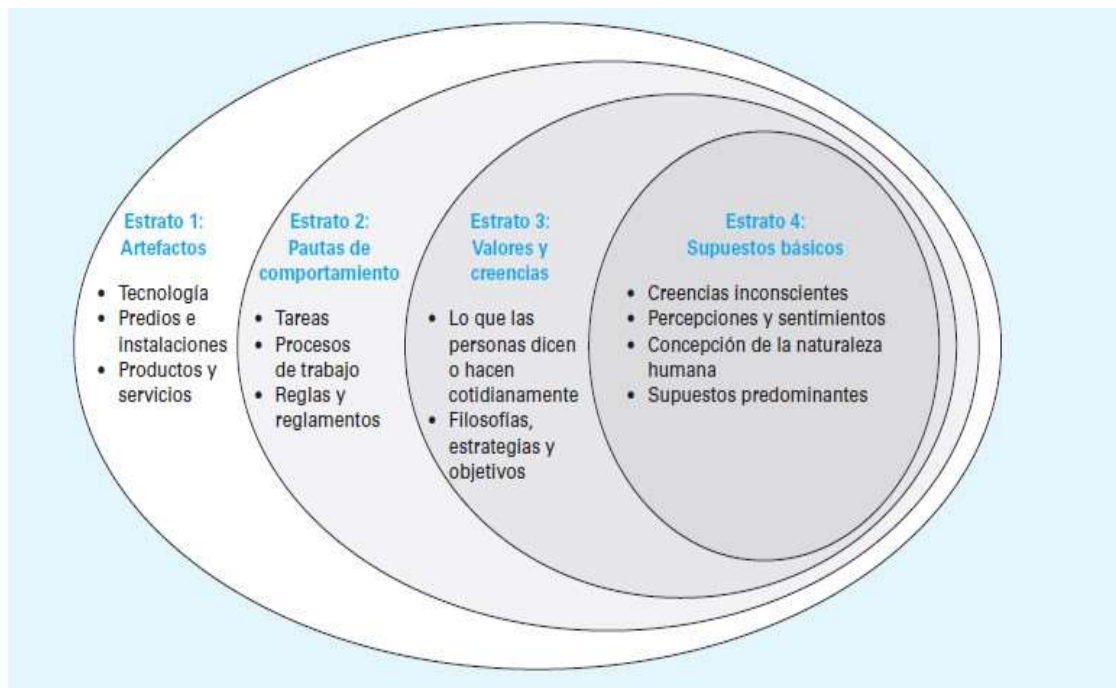 Estrato 1:
Artefactos
• Tecnología
• Predios e
instalaciones
• Productos y
servicios
Estrato 2:
Pautas de
comportamiento
• Tareas
• Procesos
de trabajo
• Reglas y
reglamentos
Estrato 3:
Valores y
creencias
• Lo que las
personas dicen
o hacen
cotidianamente
• Filosofías,
estrategias y
objetivos
Estrato 4:
Supuestos básicos
• Creencias inconscientes
• Percepciones y sentimientos
• Concepción de la naturaleza
humana
• Supuestos predominantes